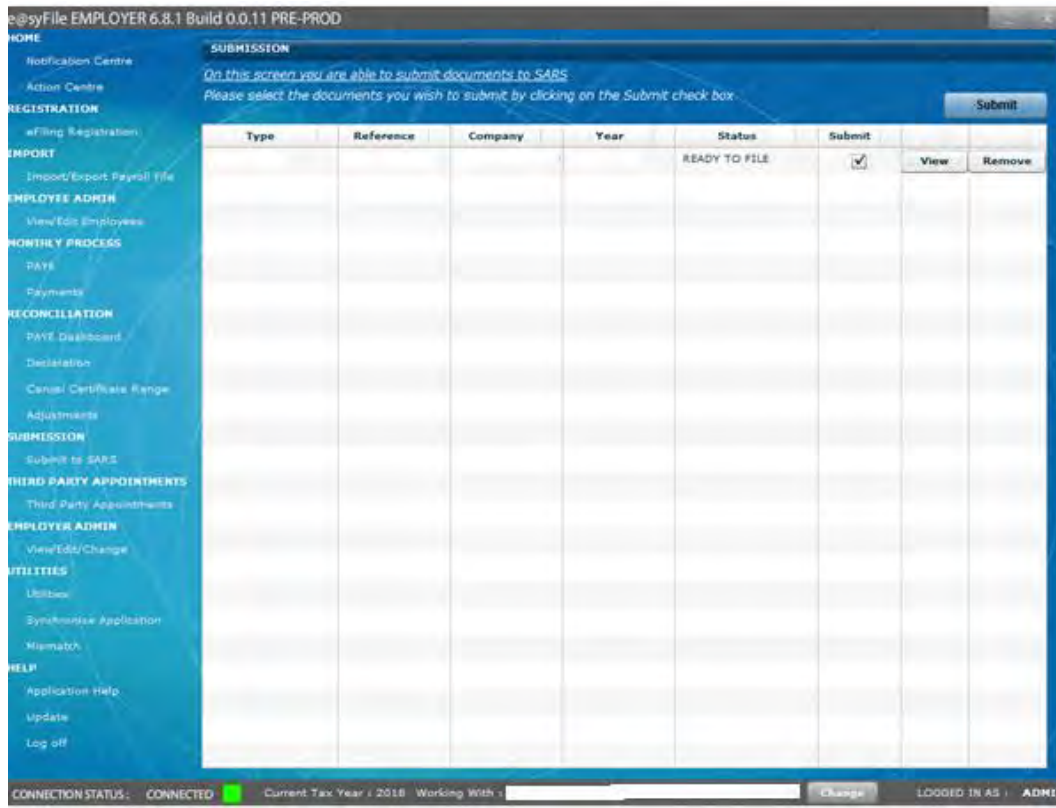 e@syFile EMPLOYER 6.8.1 Build 0.0.11 PRE-PROD
HOME
Notification Centre
Action Centre
REGISTRATION
eFiling Registration
IMPORT
Import/Export Payroll File
EMPLOYEE ADMIN
View/Edit Employees
MONTHLY PROCESS
PAYE
Payments
RECONCILLATION
PAYE Dashboard
Declaration
Cancel Certificate Range
Adjustments
SUBMISSION
Submit to SARS
THIRD PARTY APPOINTMENTS
Third Party Appointments
EMPLOYER ADMIN
View/Edit/Change
UTILITIES
Utilities
Synchronise Application
Mismatch
HELP
Application Help
Update
Log off
SUBMISSION
On this screen you are able to submit documents to SARS
Please select the documents you wish to submit by clicking on the Submit check box
Submit
Type Reference Company Year Status Submit
READY TO FILE View Remove
CONNECTION STATUS : CONNECTED Current Tax Year : 2018 Working With : Change LOGGED IN AS : ADMI